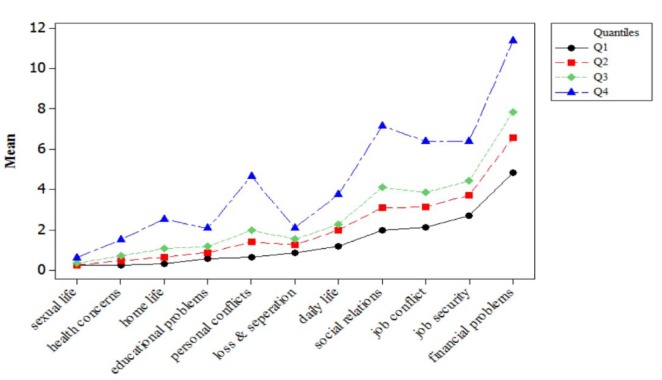 Quantiles
Q1
Q2
Q3
Q4
Mean
12
10
8
6
4
2
0
sexual life
health concerns
home life
educational problems
personal conflicts
loss & seperation
daily life
social relations
job conflict
job security
financial problems